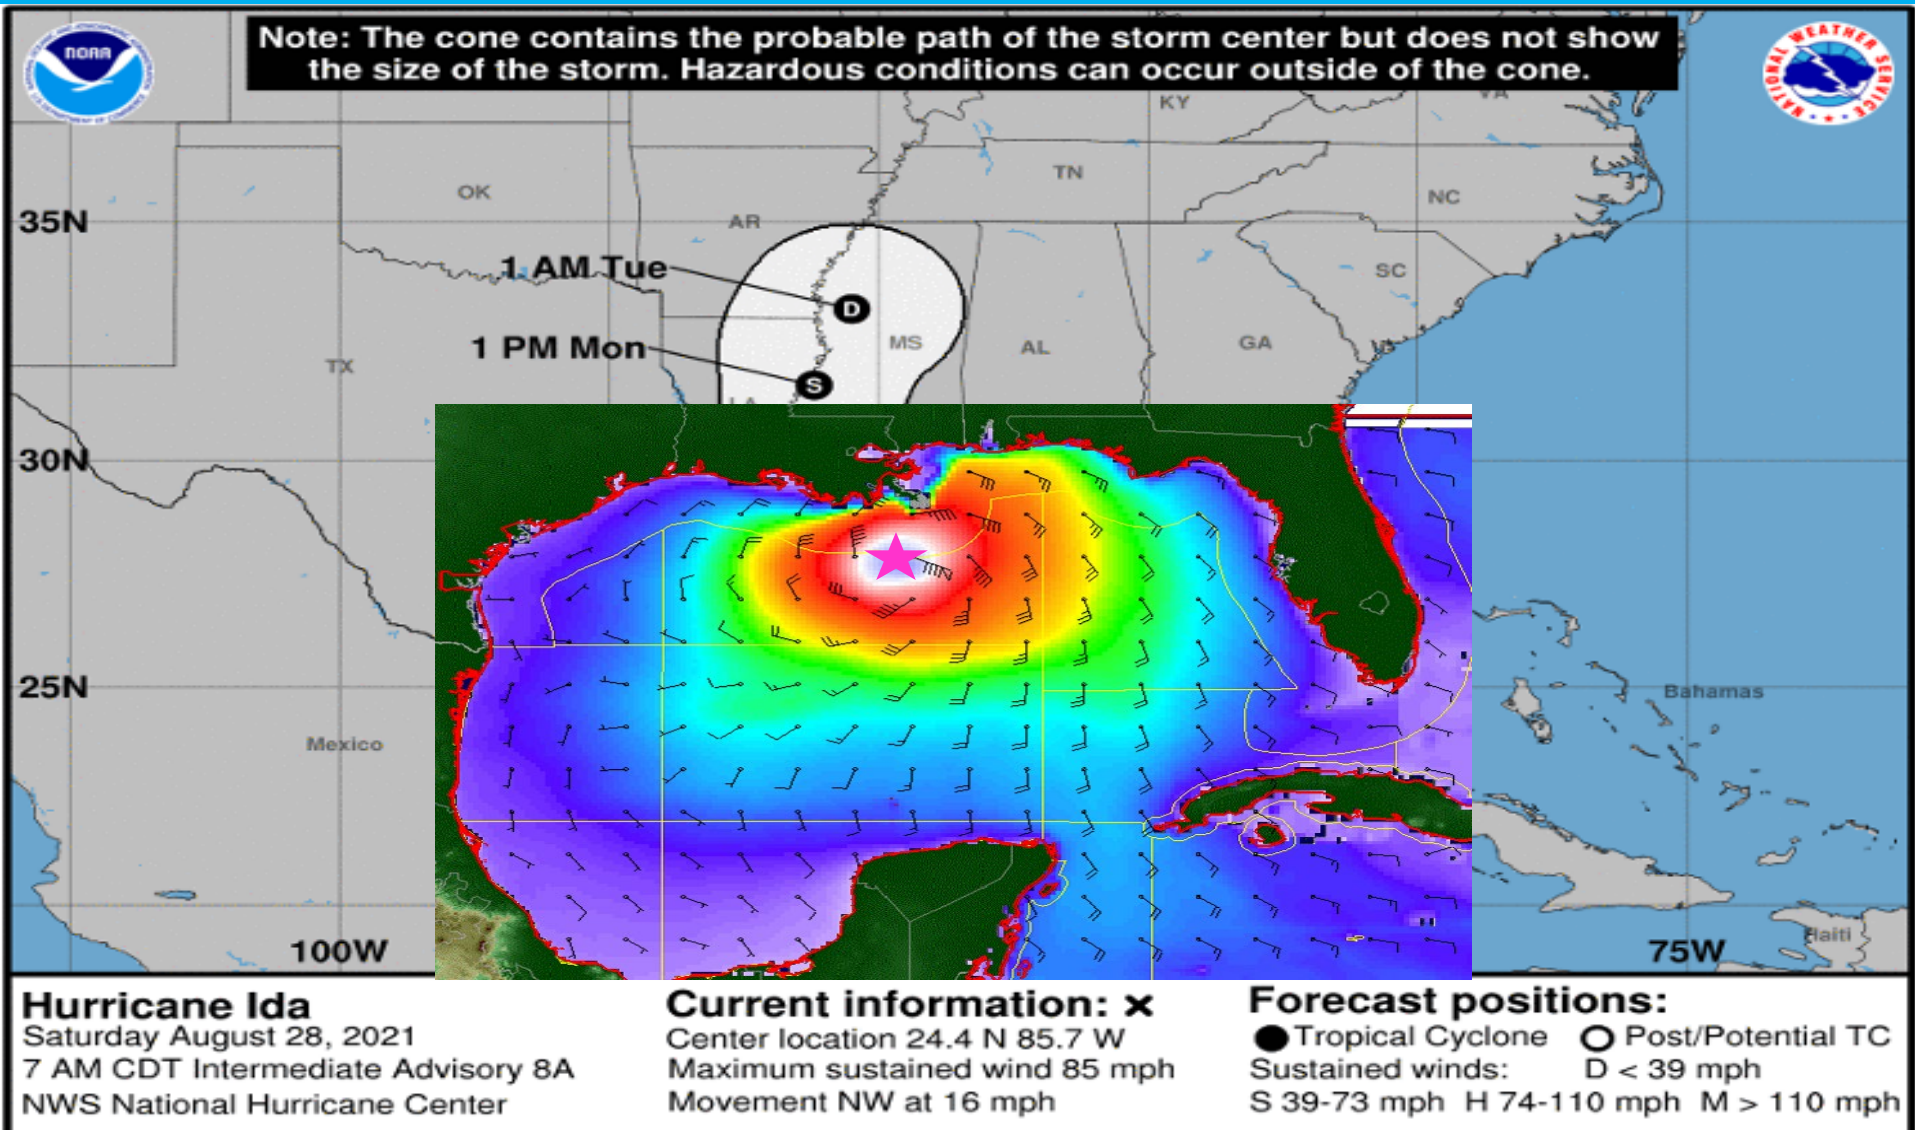 Note: The cone contains the probable path of the storm center but does not show
the size of the storm. Hazardous conditions can occur outside of the cone.
NOAA
NATIONAL WEATHER SERVICE
KY
VA
OK
TN
NC
35N
AR
1 AM Tue
SC
D
1 PM Mon
MS
AL
GA
TX
S
LA
30N
25N
Bahamas
Mexico
Haiti
100W
75W
Hurricane Ida
Saturday August 28, 2021
7 AM CDT Intermediate Advisory 8A
NWS National Hurricane Center
Current information: ×
Center location 24.4 N 85.7 W
Maximum sustained wind 85 mph
Movement NW at 16 mph
Forecast positions:
Tropical Cyclone Post/Potential TC
Sustained winds: D < 39 mph
S 39-73 mph H 74-110 mph M > 110 mph